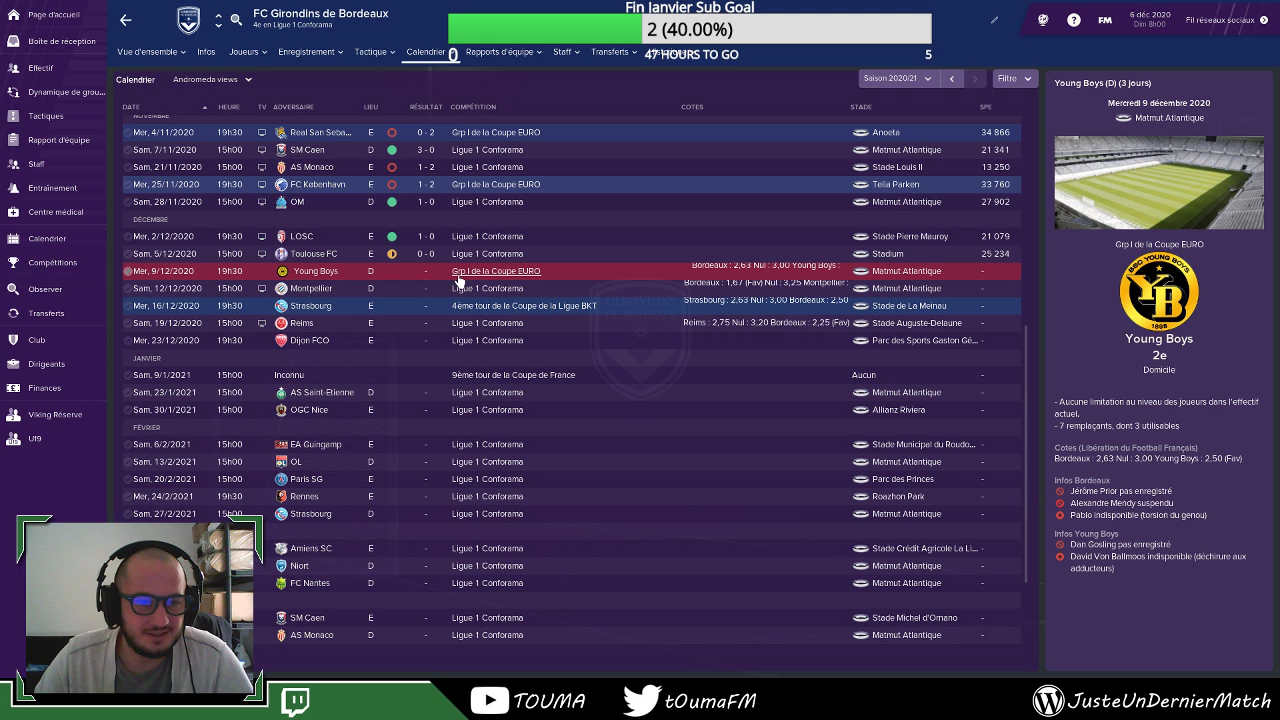 Fin Janvier Sub Goal
2 (40.00%)
0 47 HOURS TO GO 5
FC Girondins de Bordeaux
4e en Ligue 1 Conforama
FM
6 déc 2020
Dim 8h00
Fil réseaux sociaux
Vue d'ensemble Infos Joueurs Enregistrement Tactique Calendrier Rapports d'équipe Staff Transferts
Page d'accueil
Boîte de réception
Effectif
Dynamique de grou...
Tactiques
Rapport d'équipe
Staff
Entraînement
Centre médical
Calendrier
Compétitions
Observer
Transferts
Club
Dirigeants
Finances
Viking Réserve
U19
Calendrier Andromeda views Saison 2020/21 Filtre
DATE HEURE TV ADVERSAIRE LIEU RÉSULTAT COMPÉTITION COTES STADE SPE
NOVEMBRE
Mer, 4/11/2020 19h30 Real San Seba... E 0 - 2 Grp I de la Coupe EURO Anoeta 34 866
Sam, 7/11/2020 15h00 SM Caen D 3 - 0 Ligue 1 Conforama Matmut Atlantique 21 341
Sam, 21/11/2020 15h00 AS Monaco E 1 - 2 Ligue 1 Conforama Stade Louis II 13 250
Mer, 25/11/2020 19h30 FC København E 1 - 2 Grp I de la Coupe EURO Telia Parken 33 760
Sam, 28/11/2020 15h00 OM D 1 - 0 Ligue 1 Conforama Matmut Atlantique 27 902
DÉCEMBRE
Mer, 2/12/2020 19h30 LOSC E 1 - 0 Ligue 1 Conforama Stade Pierre Mauroy 21 079
Sam, 5/12/2020 15h00 Toulouse FC E 0 - 0 Ligue 1 Conforama Stadium 25 234
Mer, 9/12/2020 19h30 Young Boys D - Grp I de la Coupe EURO Bordeaux : 2,63 Nul : 3,00 Young Boys : Matmut Atlantique -
Sam, 12/12/2020 15h00 Montpellier D - Ligue 1 Conforama Bordeaux : 1,67 (Fav) Nul : 3,25 Montpellier : Matmut Atlantique -
Mer, 16/12/2020 19h30 Strasbourg E - 4ème tour de la Coupe de la Ligue BKT Strasbourg : 2,63 Nul : 3,00 Bordeaux : 2,50 Stade de La Meinau -
Sam, 19/12/2020 15h00 Reims E - Ligue 1 Conforama Reims : 2,75 Nul : 3,20 Bordeaux : 2,25 (Fav) Stade Auguste-Delaune -
Mer, 23/12/2020 19h30 Dijon FCO E - Ligue 1 Conforama Parc des Sports Gaston Gé... -
JANVIER
Sam, 9/1/2021 15h00 Inconnu - 9ème tour de la Coupe de France Aucun -
Sam, 23/1/2021 15h00 AS Saint-Etienne D - Ligue 1 Conforama Matmut Atlantique -
Sam, 30/1/2021 15h00 OGC Nice E - Ligue 1 Conforama Allianz Riviera -
FÉVRIER
Sam, 6/2/2021 15h00 EA Guingamp E - Ligue 1 Conforama Stade Municipal du Roudo... -
Sam, 13/2/2021 15h00 OL D - Ligue 1 Conforama Matmut Atlantique -
Sam, 20/2/2021 15h00 Paris SG E - Ligue 1 Conforama Parc des Princes -
Mer, 24/2/2021 19h30 Rennes E - Ligue 1 Conforama Roazhon Park -
Sam, 27/2/2021 15h00 Strasbourg D - Ligue 1 Conforama Matmut Atlantique -
Amiens SC E - Ligue 1 Conforama Stade Crédit Agricole La Li... -
Niort D - Ligue 1 Conforama Matmut Atlantique -
FC Nantes D - Ligue 1 Conforama Matmut Atlantique -
SM Caen E - Ligue 1 Conforama Stade Michel d'Ornano -
AS Monaco D - Ligue 1 Conforama Matmut Atlantique -
Young Boys (D) (3 jours)
Mercredi 9 décembre 2020
Matmut Atlantique
Grp I de la Coupe EURO
BSC YOUNG BOYS
YB
1898
Young Boys
2e
Domicile
- Aucune limitation au niveau des joueurs dans l'effectif
actuel.
- 7 remplaçants, dont 3 utilisables
Cotes (Libération du Football Français)
Bordeaux : 2,63 Nul : 3,00 Young Boys : 2,50 (Fav)
Infos Bordeaux
Jérôme Prior pas enregistré
Alexandre Mendy suspendu
Pablo indisponible (torsion du genou)
Infos Young Boys
Dan Gosling pas enregistré
David Von Ballmoos indisponible (déchirure aux
adducteurs)
TOUMA tOumaFM JusteUnDernierMatch